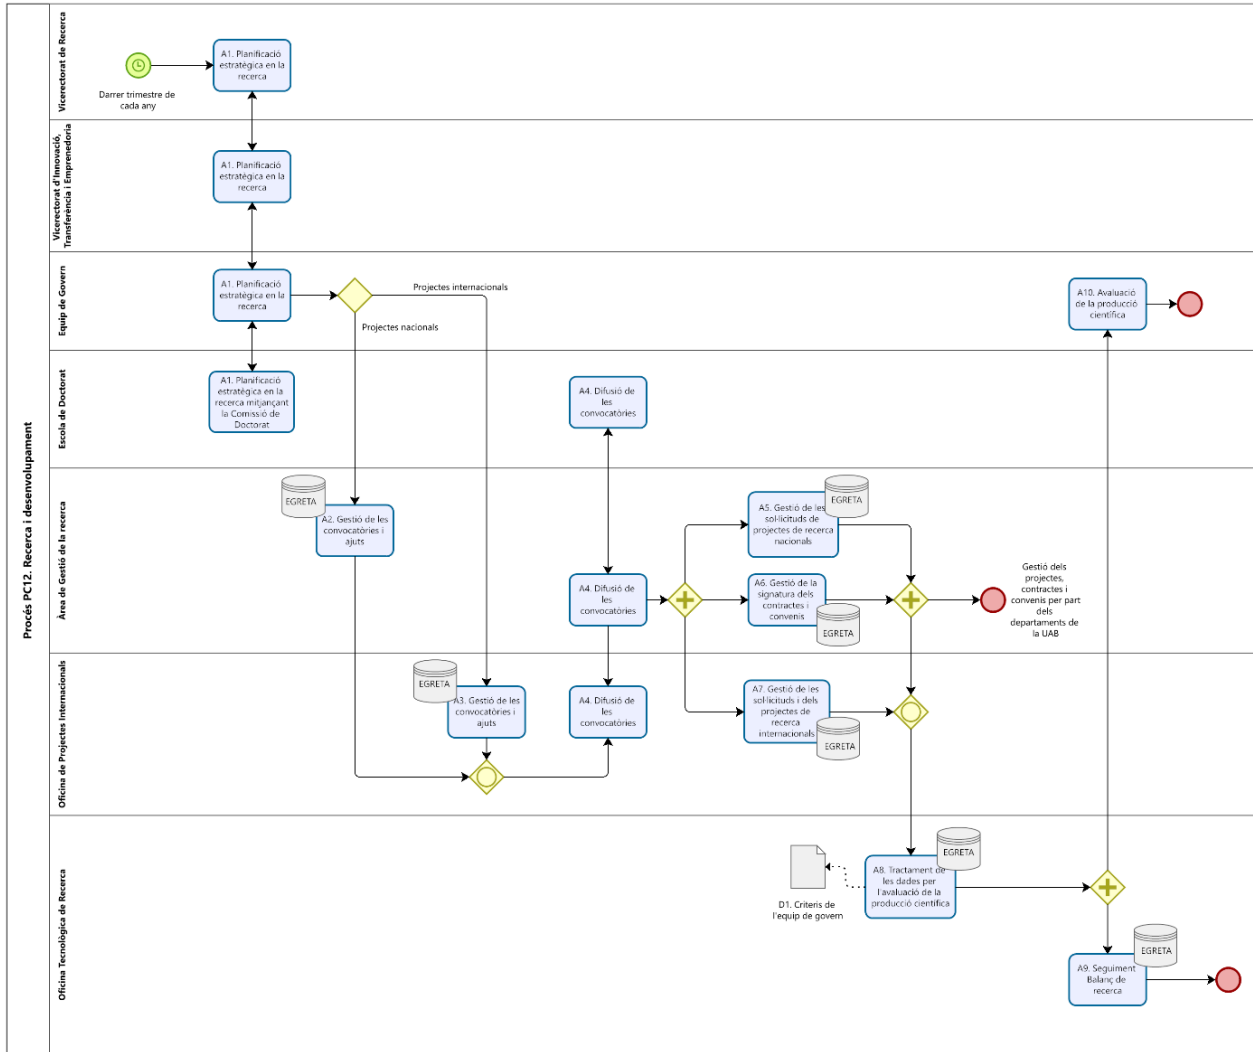 Procés PC12. Recerca i desenvolupament
Vicerectorat de Recerca
Darrer trimestre de
cada any
A1. Planificació
estratègica en la
recerca
Vicerectorat d'Innovació,
Transferència i Emprenedoria
A1. Planificació
estratègica en la
recerca
Equip de Govern
A1. Planificació
estratègica en la
recerca
Projectes internacionals
Projectes nacionals
A10. Avaluació
de la producció
científica
Escola de Doctorat
A1. Planificació
estratègica en la
recerca mitjançant
la Comissió de
Doctorat
A4. Difusió de
les
convocatòries
Àrea de Gestió de la recerca
EGRETA
A2. Gestió de les
convocatòries i
ajuts
A4. Difusió de
les
convocatòries
EGRETA
A5. Gestió de les
sol·licituds de
projectes de recerca
nacionals
A6. Gestió de la
signatura dels
contractes i
convenis
EGRETA
Gestió dels
projectes,
contractes i
convenis per part
dels
departaments de
la UAB
Oficina de Projectes Internacionals
EGRETA
A3. Gestió de les
convocatòries i
ajuts
A4. Difusió de
les
convocatòries
A7. Gestió de les
sol·licituds i dels
projectes de
recerca
internacionals
EGRETA
Oficina Tecnològica de Recerca
D1. Criteris de
l'equip de govern
EGRETA
A8. Tractament de
les dades per
l'avaluació de la
producció científica
EGRETA
A9. Seguiment
Balanç de
recerca